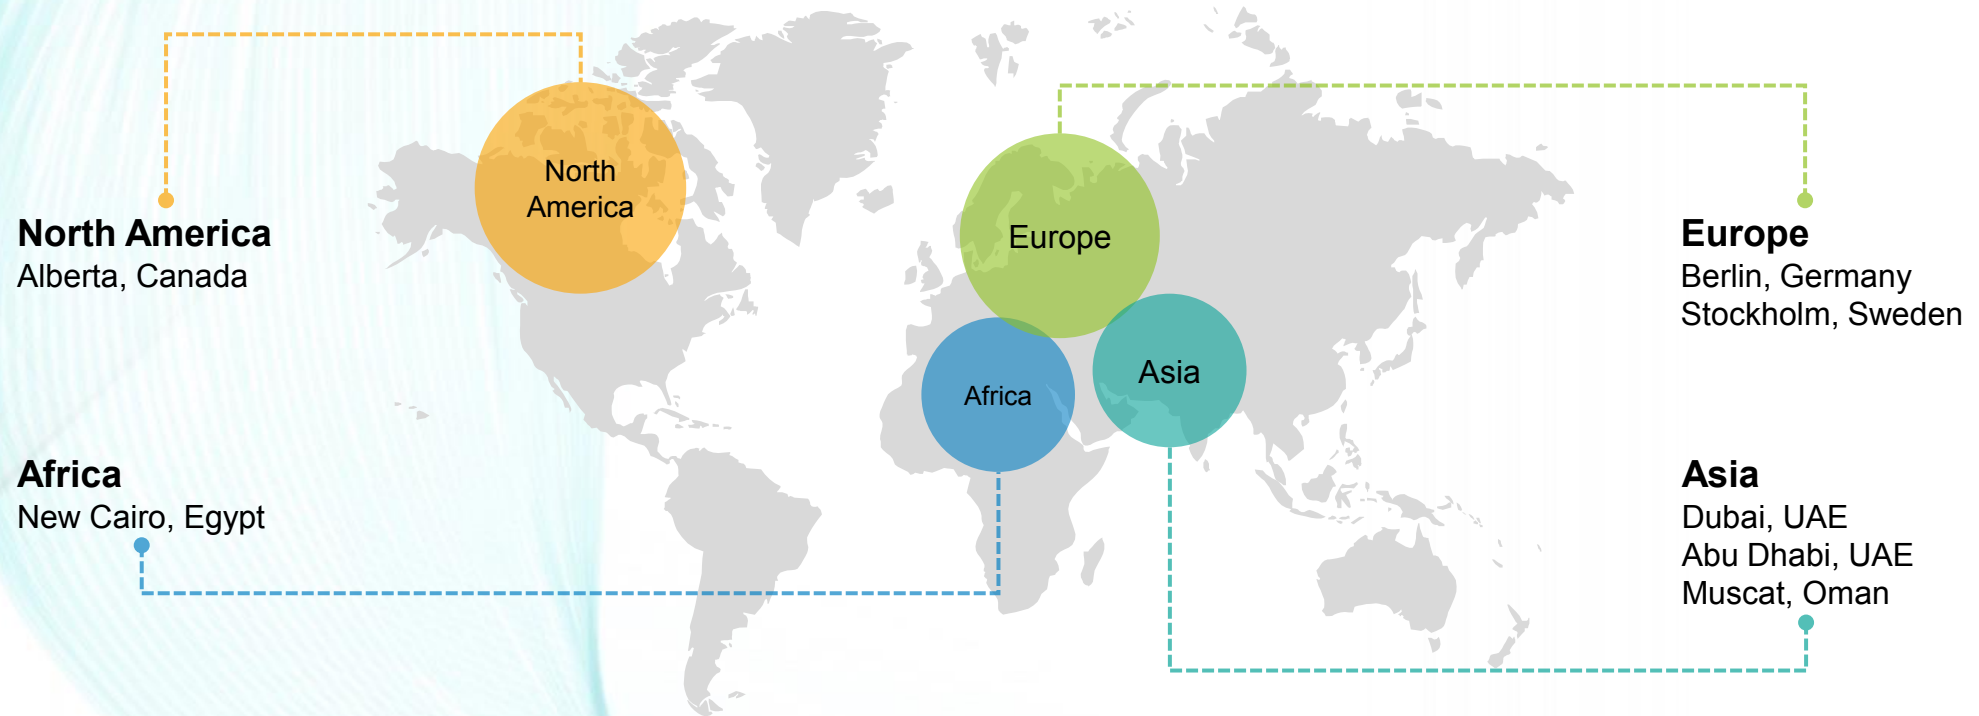 North
America
Europe
Africa
Asia
North America
Alberta, Canada
Europe
Berlin, Germany
Stockholm, Sweden
Africa
New Cairo, Egypt
Asia
Dubai, UAE
Abu Dhabi, UAE
Muscat, Oman